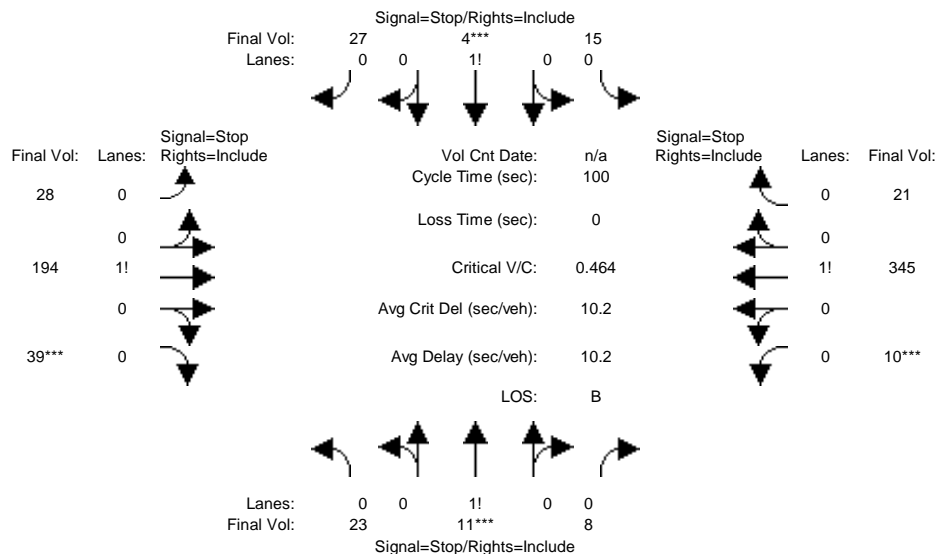 Signal=Stop/Rights=Include
Final Vol: 27 4*** 15
Lanes: 0 0 1! 0 0
Signal=Stop Signal=Stop
Final Vol: Lanes: Rights=Include Vol Cnt Date: n/a Rights=Include Lanes: Final Vol:
Cycle Time (sec): 100
28 0 0 21
Loss Time (sec): 0
0 0
194 1! Critical V/C: 0.464 1! 345
0 Avg Crit Del (sec/veh): 10.2 0
39*** 0 Avg Delay (sec/veh): 10.2 0 10***
LOS: B
Lanes: 0 0 1! 0 0
Final Vol: 23 11*** 8
Signal=Stop/Rights=Include